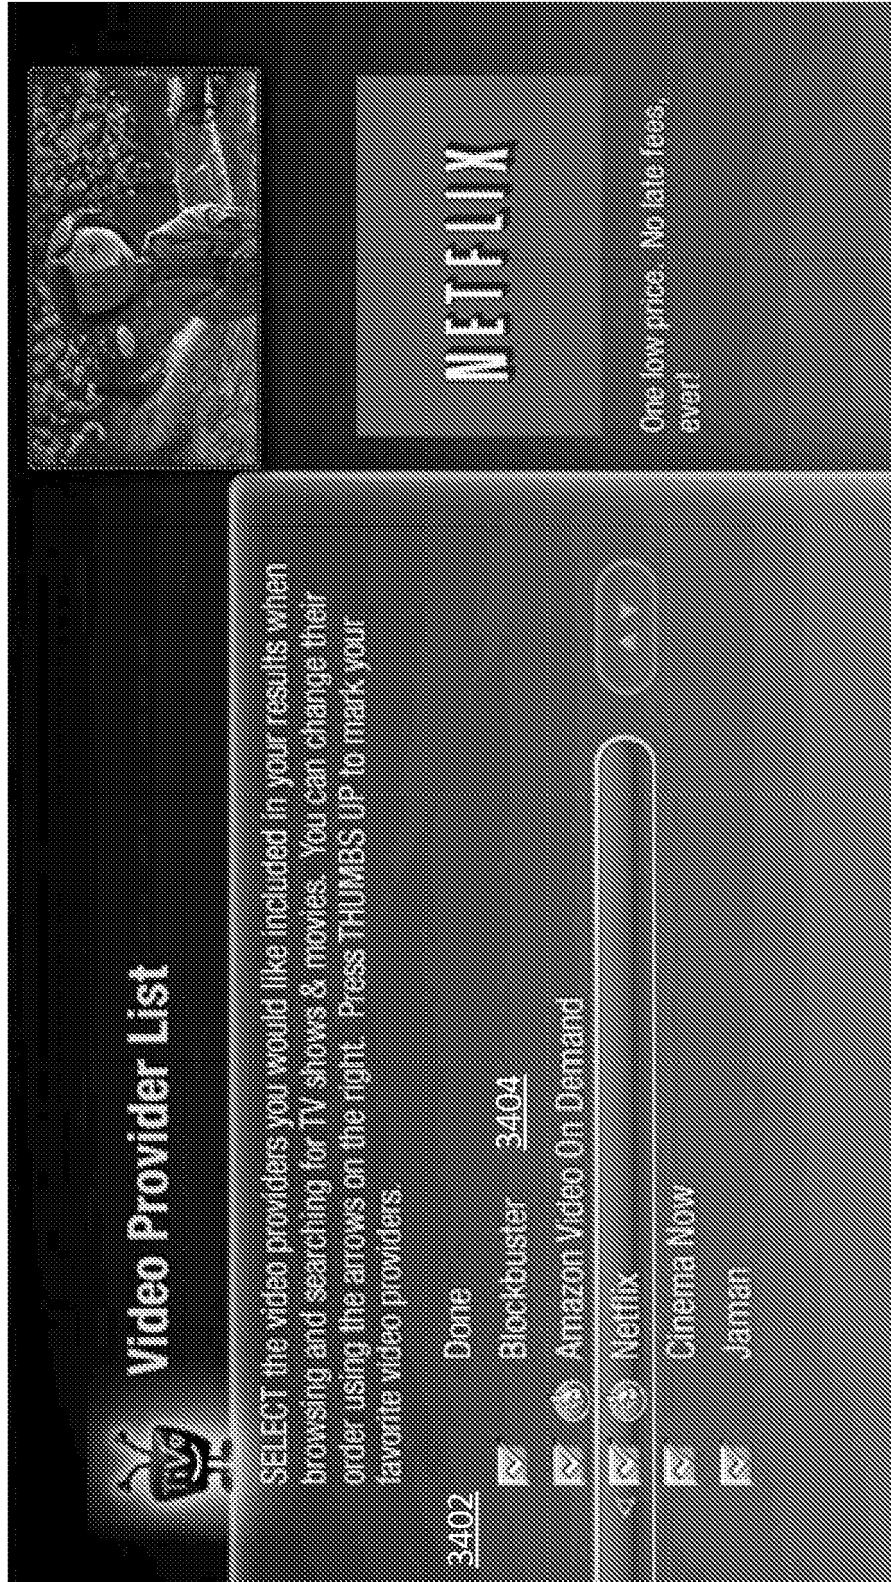 TiVo
Video Provider List
SELECT the video providers you would like included in your results when
browsing and searching for TV shows & movies. You can change their
order using the arrows on the right. Press THUMBS UP to mark your
favorite video providers.
3402
Done
Blockbuster
3404
Amazon Video On Demand
Netflix
Cinema Now
Jaman
NETFLIX
One low price. No late fees,
ever!